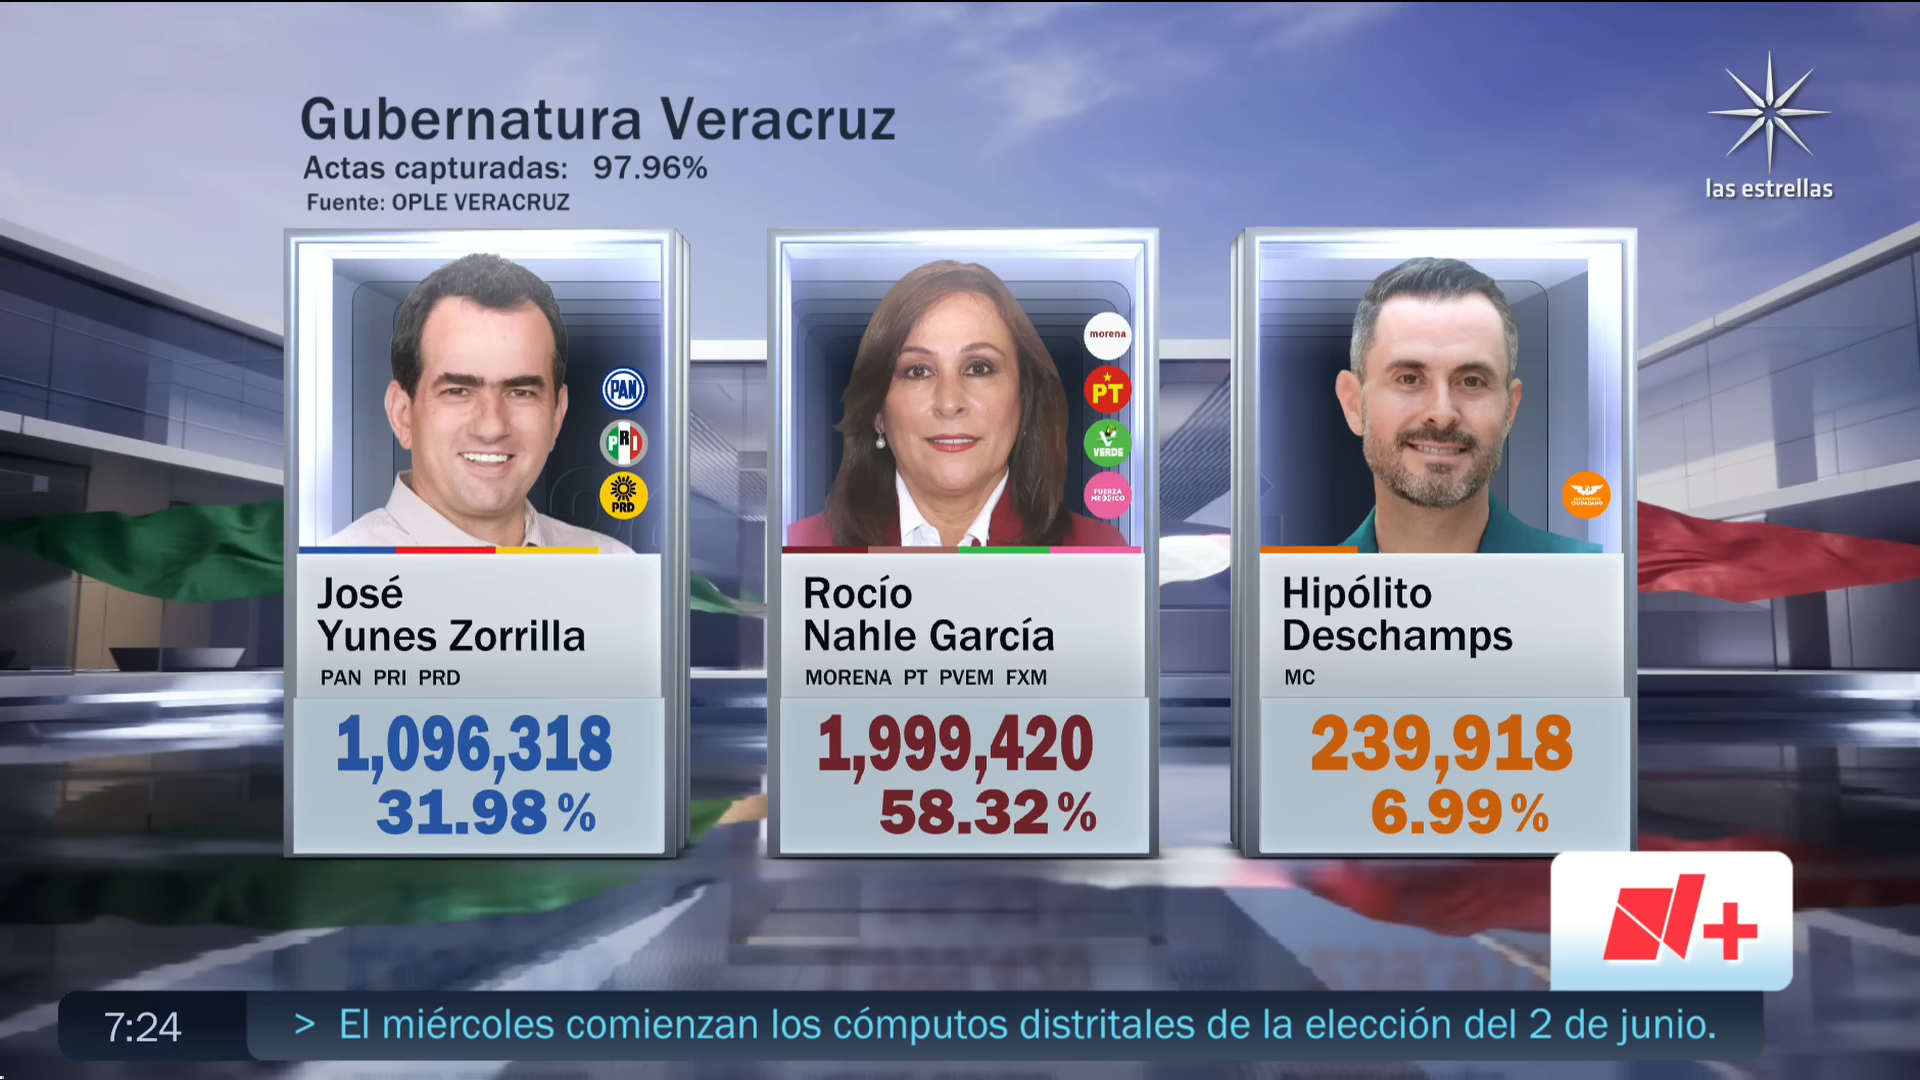 Gubernatura Veracruz
Actas capturadas: 97.96%
Fuente: OPLE VERACRUZ
las estrellas
PAN
PRI
PRD
José
Yunes Zorrilla
PAN PRI PRD
1,096,318
31.98%
morena
PT
VERDE
FUERZA
MEXICO
Rocío
Nahle García
MORENA PT PVEM FXM
1,999,420
58.32%
MOVIMIENTO
CIUDADANO
Hipólito
Deschamps
MC
239,918
6.99%
N+
7:24
> El miércoles comienzan los cómputos distritales de la elección del 2 de junio.